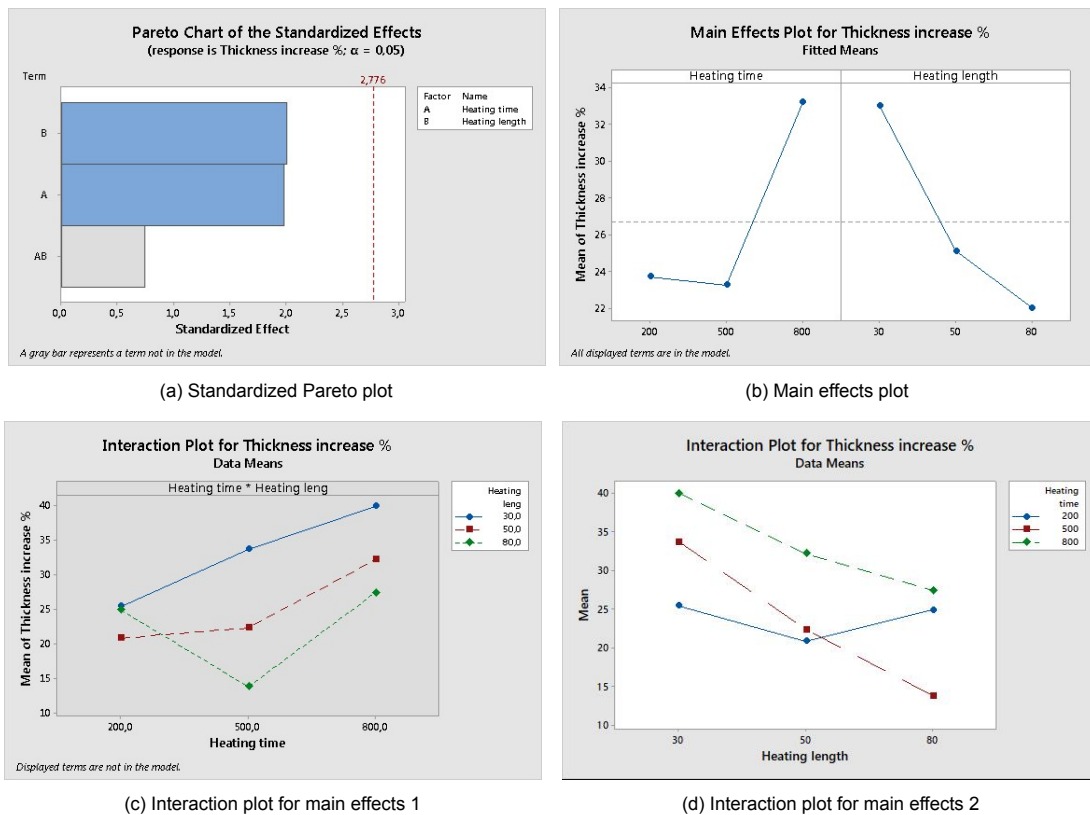 Pareto Chart of the Standardized Effects
(response is Thickness increase %; α = 0,05)
Term
2,776
Factor Name
A Heating time
B Heating length
B
A
AB
0,0 0,5 1,0 1,5 2,0 2,5 3,0
Standardized Effect
A gray bar represents a term not in the model.
(a) Standardized Pareto plot
Main Effects Plot for Thickness increase %
Fitted Means
Heating time Heating length
Mean of Thickness increase %
34
32
30
28
26
24
22
200 500 800 30 50 80
All displayed terms are in the model.
(b) Main effects plot
Interaction Plot for Thickness increase %
Data Means
Heating time * Heating leng
Mean of Thickness increase %
40
35
30
25
20
15
10
200,0 500,0 800,0
Heating time
Heating
leng
30,0
50,0
80,0
Displayed terms are not in the model.
(c) Interaction plot for main effects 1
Interaction Plot for Thickness increase %
Data Means
Mean
40
35
30
25
20
15
10
30 50 80
Heating length
Heating
time
200
500
800
(d) Interaction plot for main effects 2